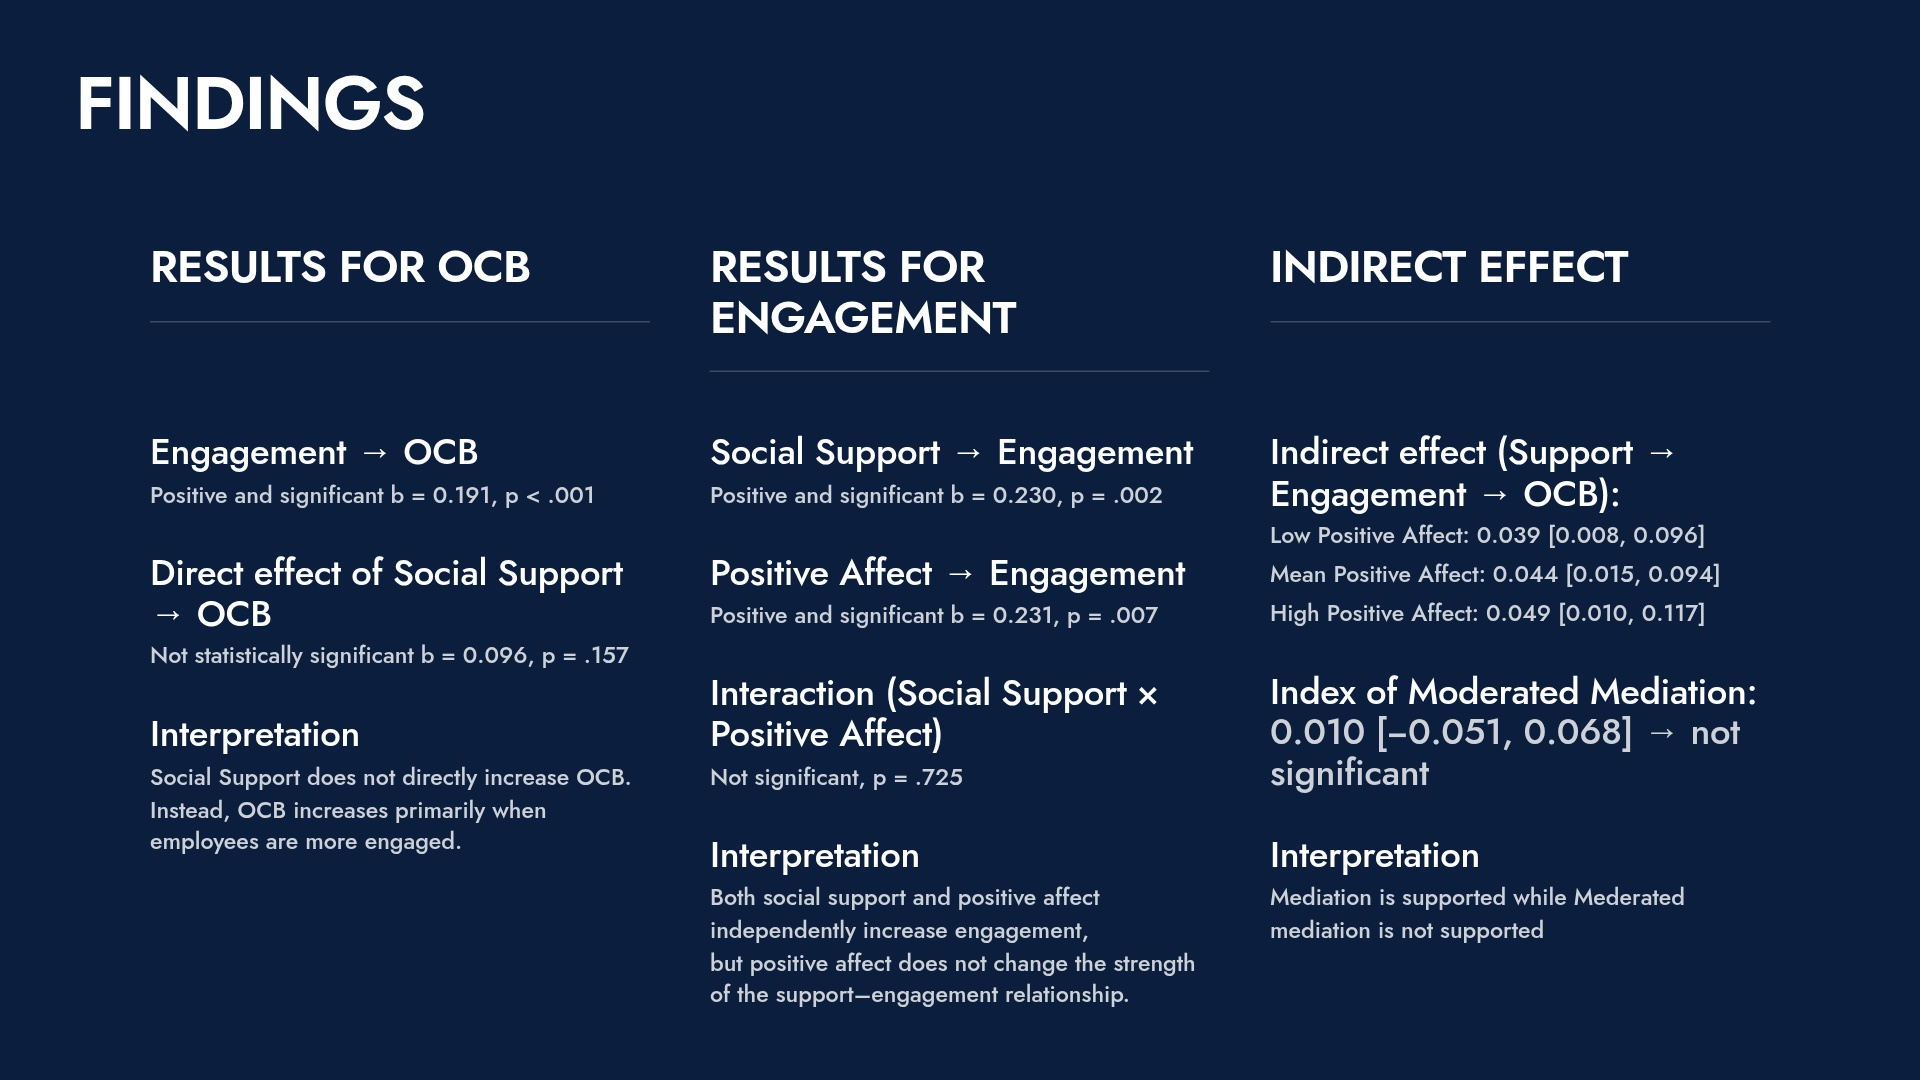 FINDINGS
RESULTS FOR OCB
Engagement → OCB
Positive and significant b = 0.191, p < .001
Direct effect of Social Support
→ OCB
Not statistically significant b = 0.096, p = .157
Interpretation
Social Support does not directly increase OCB.
Instead, OCB increases primarily when
employees are more engaged.
RESULTS FOR
ENGAGEMENT
Social Support → Engagement
Positive and significant b = 0.230, p = .002
Positive Affect → Engagement
Positive and significant b = 0.231, p = .007
Interaction (Social Support ×
Positive Affect)
Not significant, p = .725
Interpretation
Both social support and positive affect
independently increase engagement,
but positive affect does not change the strength
of the support–engagement relationship.
INDIRECT EFFECT
Indirect effect (Support →
Engagement → OCB):
Low Positive Affect: 0.039 [0.008, 0.096]
Mean Positive Affect: 0.044 [0.015, 0.094]
High Positive Affect: 0.049 [0.010, 0.117]
Index of Moderated Mediation:
0.010 [−0.051, 0.068] → not
significant
Interpretation
Mediation is supported while Mederated
mediation is not supported